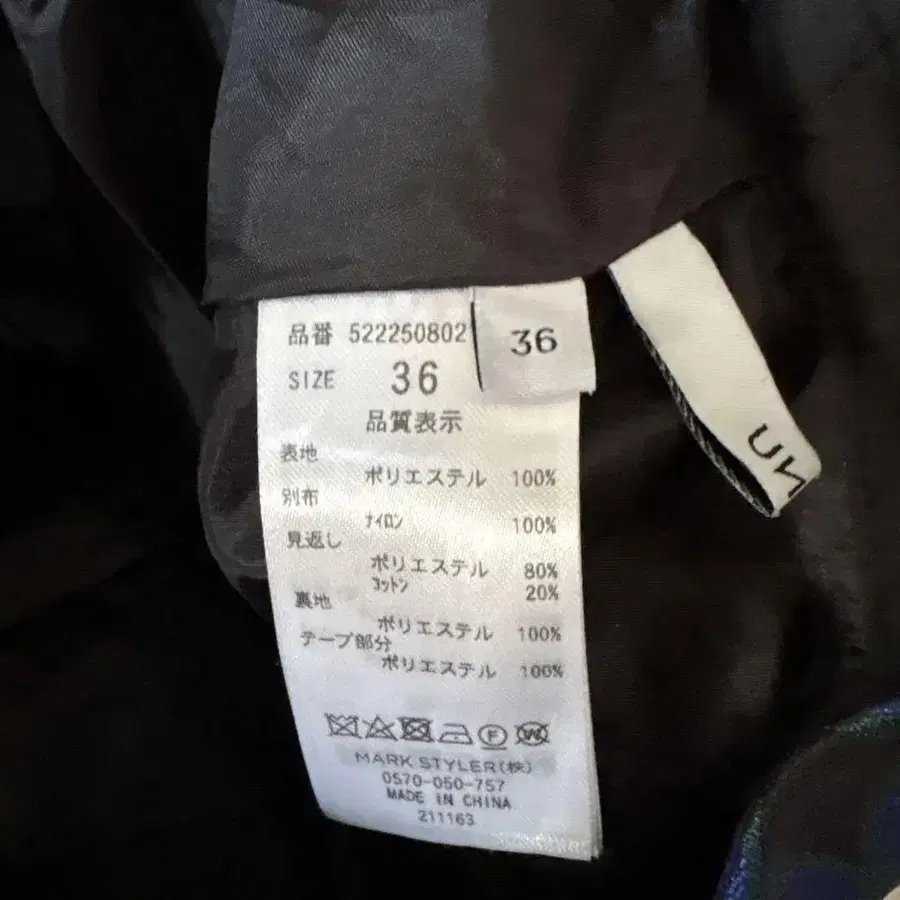 品番 522250802
36
SIZE 36
品質表示
表地
ポリエステル 100%
別布
ナイロン 100%
見返し
ポリエステル 80%
コットン 20%
裏地
ポリエステル 100%
テープ部分
ポリエステル 100%
MARK STYLER(株)
0570-050-757
MADE IN CHINA
211163
UN